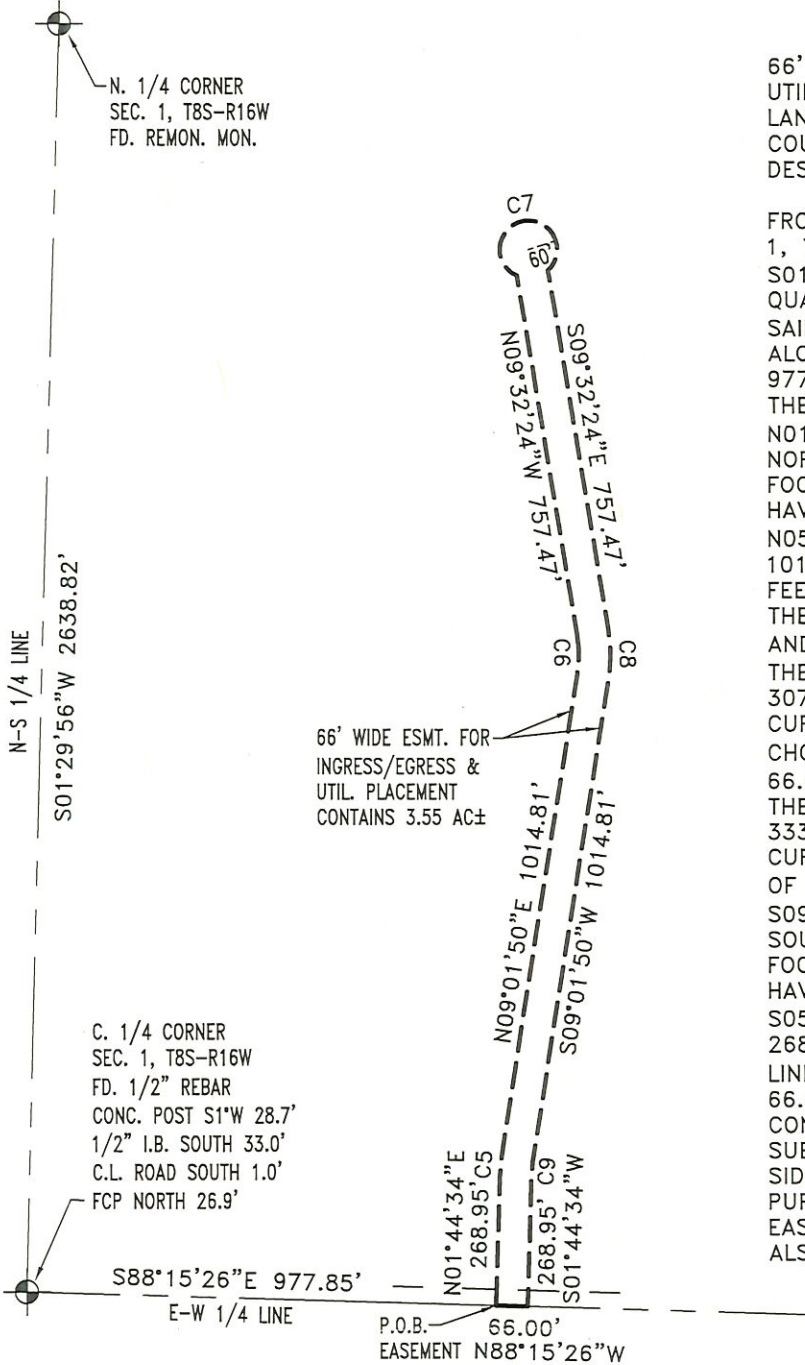 N. 1/4 CORNER
SEC. 1, T8S-R16W
FD. REMON. MON.
N-S 1/4 LINE
S01°29'56"W 2638.82'
C7
60'
N09°32'24"W 757.47'
S09°32'24"E 757.47'
C6
C8
66' WIDE ESMT. FOR
INGRESS/EGRESS &
UTIL. PLACEMENT
CONTAINS 3.55 AC±
N09°01'50"E 1014.81'
S09°01'50"W 1014.81'
C. 1/4 CORNER
SEC. 1, T8S-R16W
FD. 1/2" REBAR
CONC. POST S1°W 28.7'
1/2" I.B. SOUTH 33.0'
C.L. ROAD SOUTH 1.0'
FCP NORTH 26.9'
N01°44'34"E
268.95' C5
268.95' C9
S01°44'34"W
S88°15'26"E 977.85'
E-W 1/4 LINE
P.O.B.
EASEMENT
66.00'
N88°15'26"W
66'
UTI
LAN
COU
DES
FRO
1,
S01
QUA
SAI
ALO
977
THE
N01
NOR
FOO
HAV
N05
101
FEE
THE
AND
THE
307
CUR
CHO
66.
THE
333
CUR
OF
S09
SOU
FOO
HAV
S05
268
LIN
66.
CON
SUB
SID
PUR
EAS
ALS